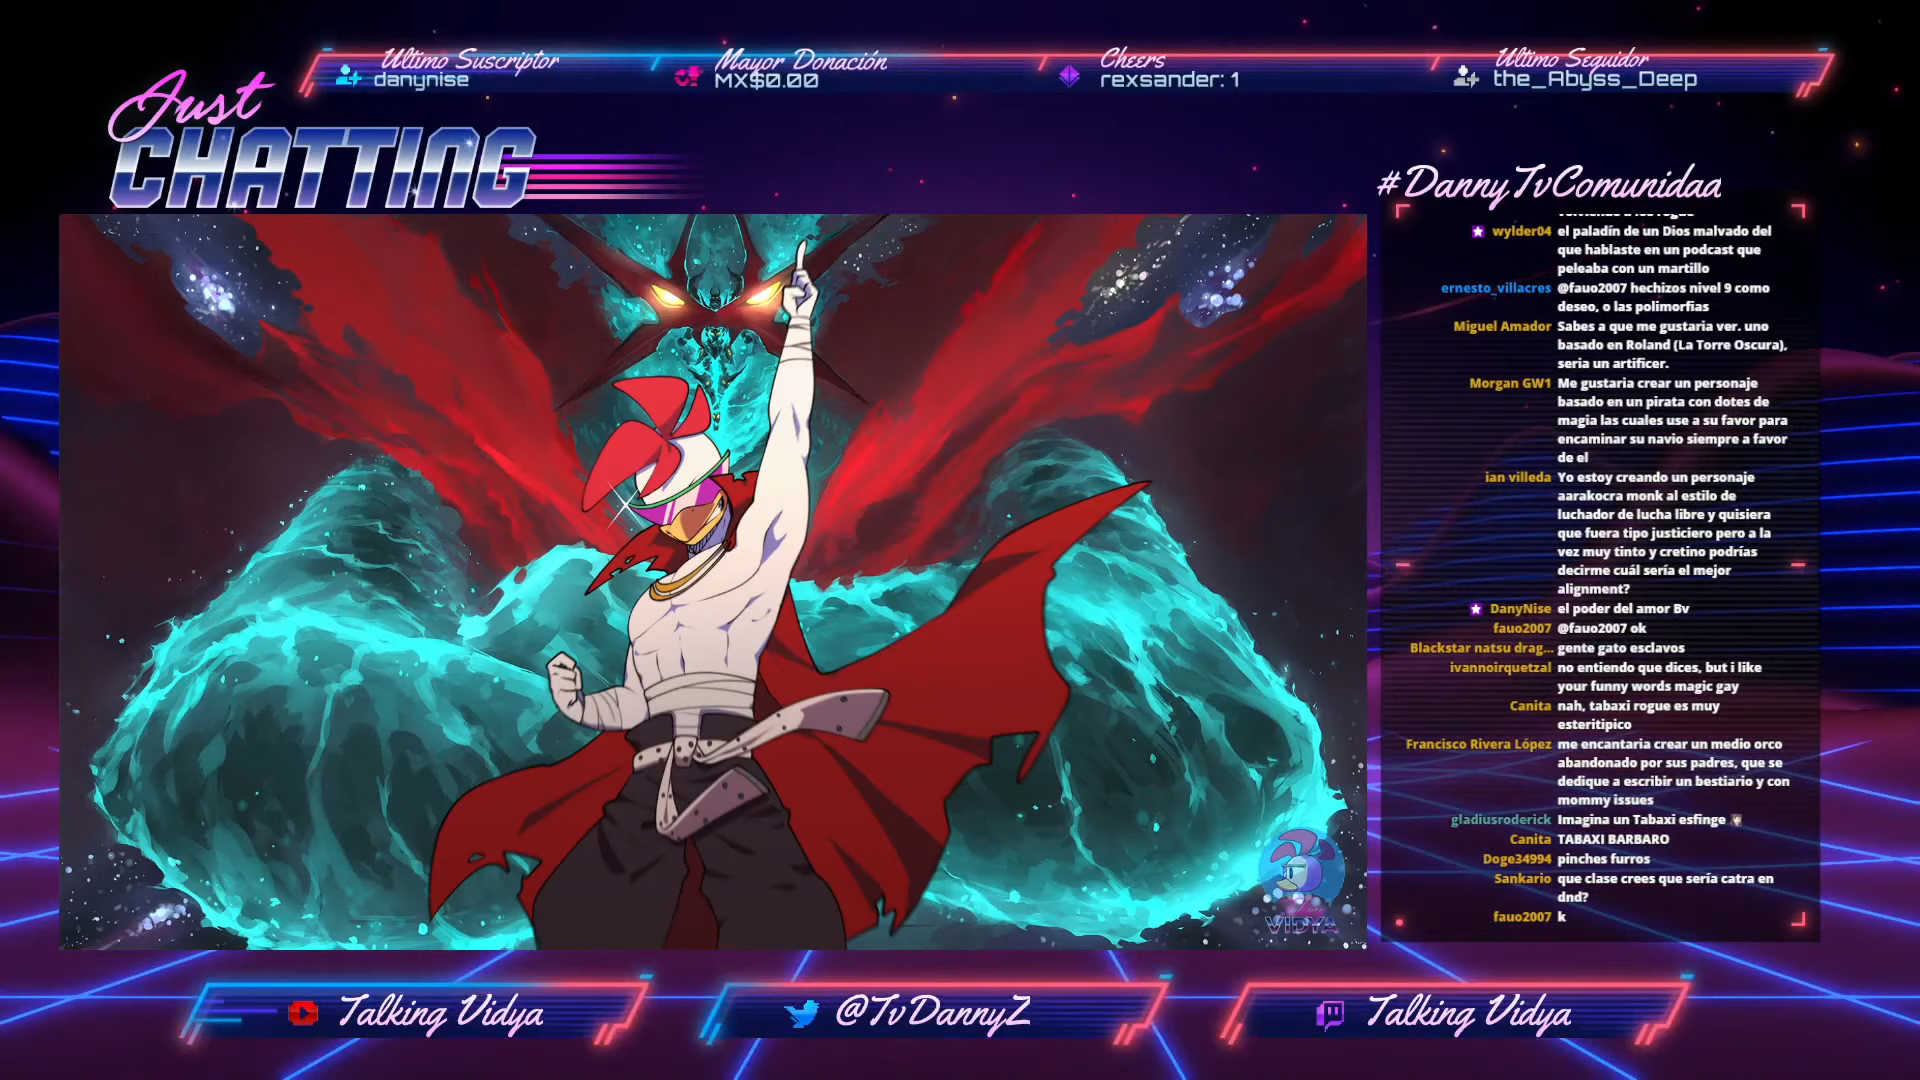 Ultimo Suscriptor
danynise
Mayor Donación
MX$0.00
Cheers
rexsander: 1
Ultimo Seguidor
the_Abyss_Deep
Just
CHATTING
#DannyTvComunidad
wylder04 el paladín de un Dios malvado del
que hablaste en un podcast que
peleaba con un martillo
ernesto_villacres @fauo2007 hechizos nivel 9 como
deseo, o las polimorfias
Miguel Amador Sabes a que me gustaria ver. uno
basado en Roland (La Torre Oscura),
seria un artificer.
Morgan GW1 Me gustaria crear un personaje
basado en un pirata con dotes de
magia las cuales use a su favor para
encaminar su navio siempre a favor
de el
ian villeda Yo estoy creando un personaje
aarakocra monk al estilo de
luchador de lucha libre y quisiera
que fuera tipo justiciero pero a la
vez muy tinto y cretino podrías
decirme cuál sería el mejor
alignment?
DanyNise el poder del amor Bv
fauo2007 @fauo2007 ok
Blackstar natsu drag... gente gato esclavos
ivannoirquetzal no entiendo que dices, but i like
your funny words magic gay
Canita nah, tabaxi rogue es muy
esteritipico
Francisco Rivera López me encantaria crear un medio orco
abandonado por sus padres, que se
dedique a escribir un bestiario y con
mommy issues
gladiusroderick Imagina un Tabaxi esfinge
Canita TABAXI BARBARO
Doge34994 pinches furros
Sankario que clase crees que sería catra en
dnd?
fauo2007 k
VIDYA
Talking Vidya
@TvDannyZ
Talking Vidya